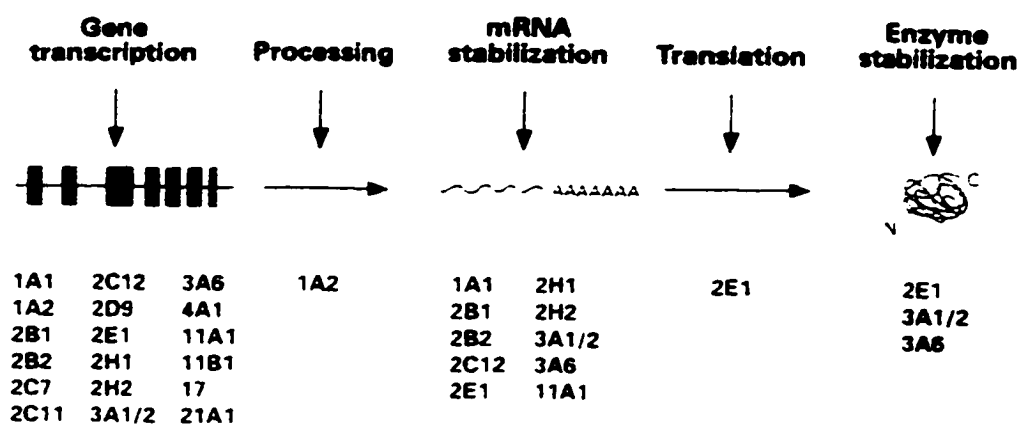 Gene
transcription
Processing
mRNA
stabilization
Translation
Enzyme
stabilization
AAAAAAA
C
N
1A1 2C12 3A6
1A2 2D9 4A1
2B1 2E1 11A1
2B2 2H1 11B1
2C7 2H2 17
2C11 3A1/2 21A1
1A2
1A1 2H1
2B1 2H2
2B2 3A1/2
2C12 3A6
2E1 11A1
2E1
2E1
3A1/2
3A6